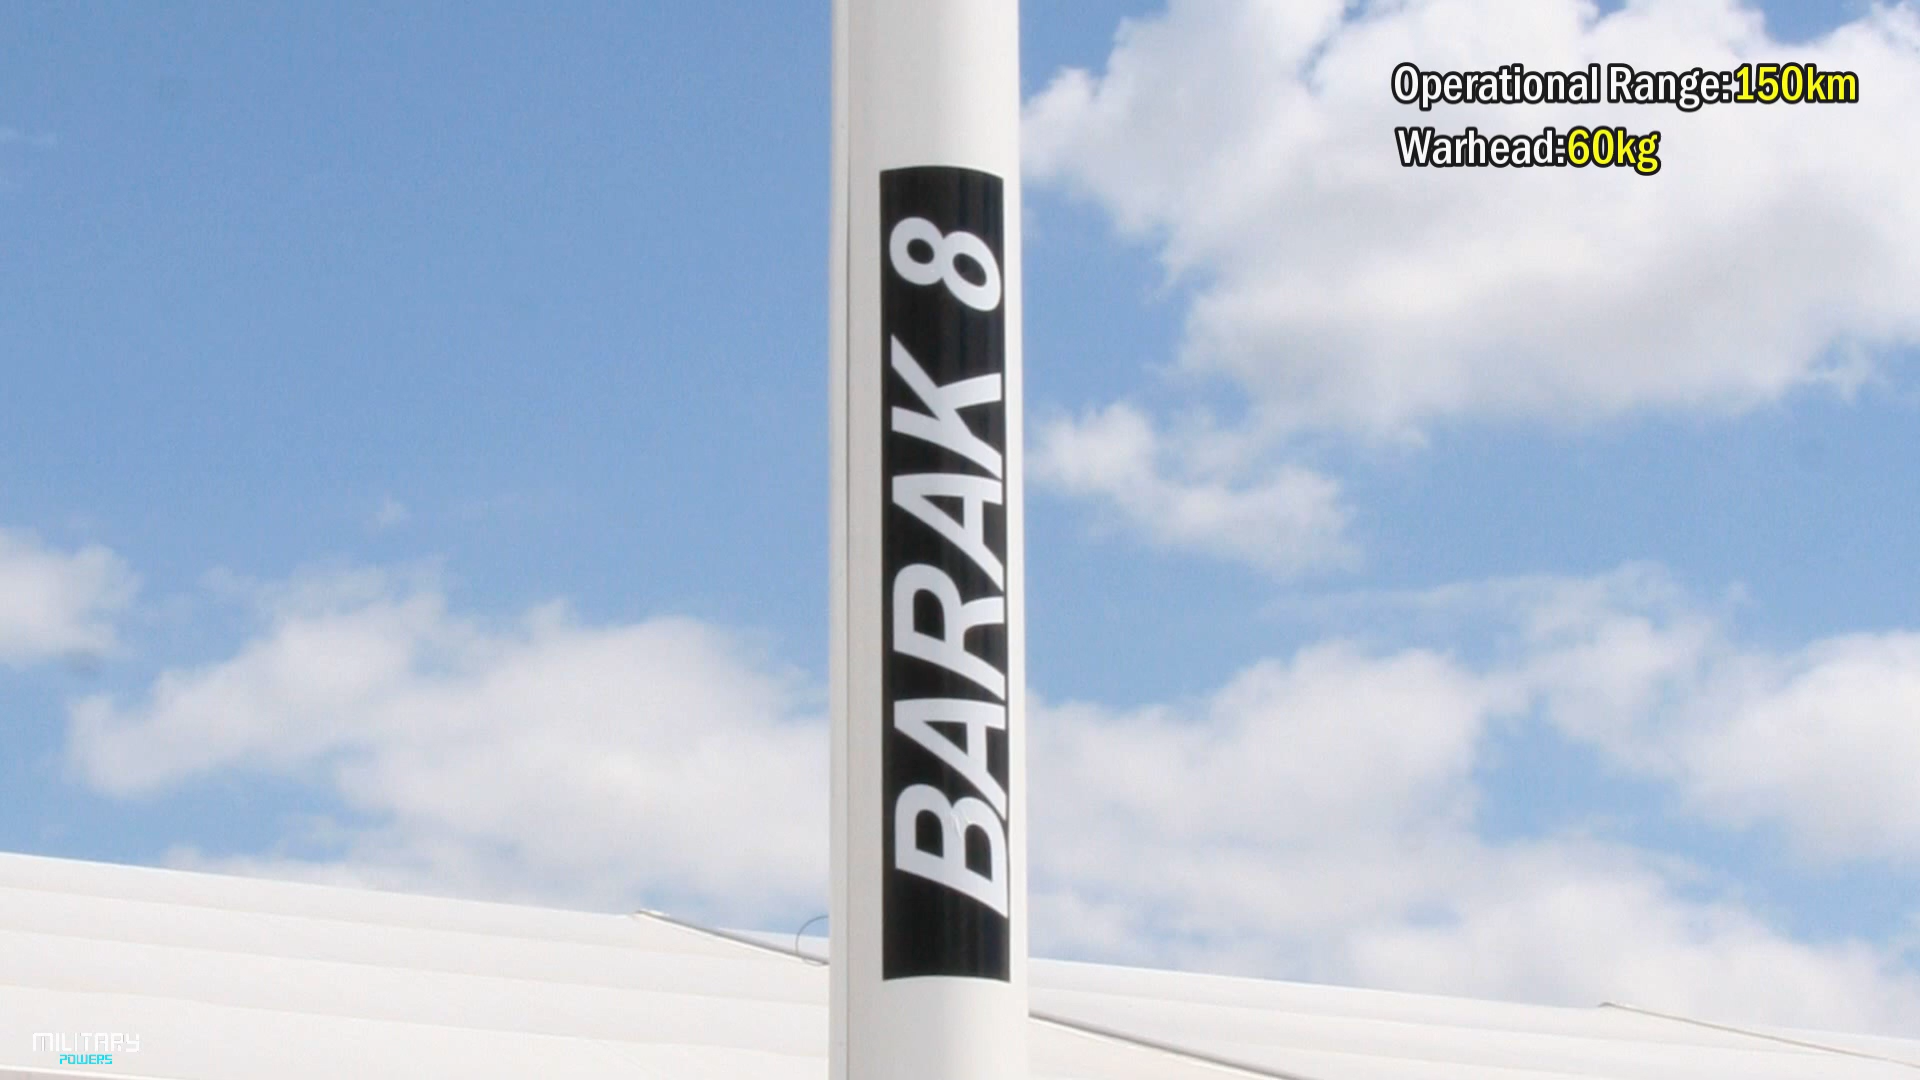 Operational Range:150km
Warhead:60kg
BARAK 8
MILITARY
POWERS